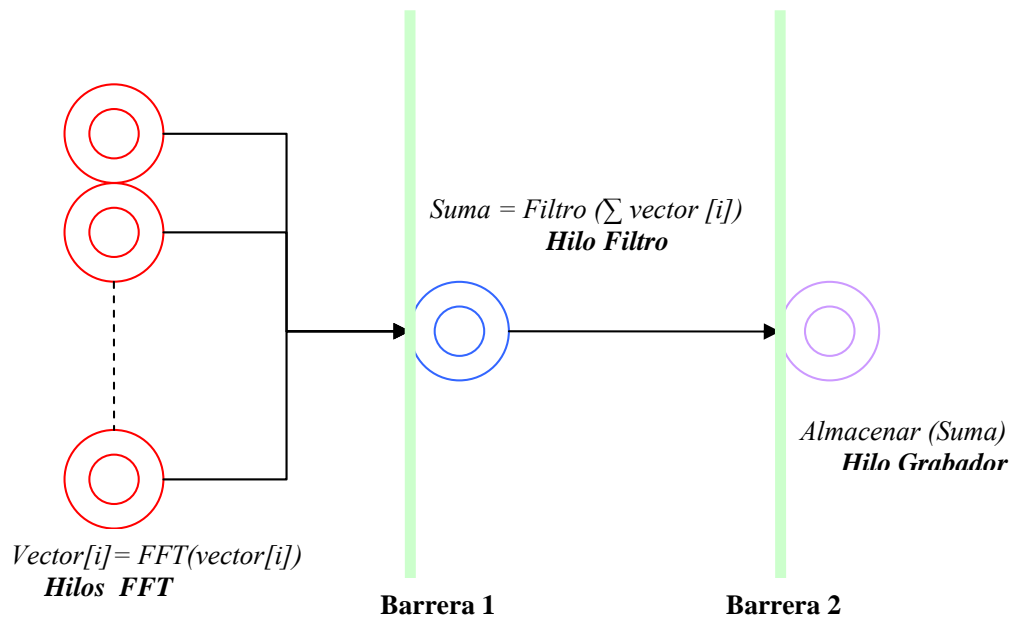 Suma = Filtro (∑ vector [i])
Hilo Filtro
Almacenar (Suma)
Hilo Grabador
Vector[i]= FFT(vector[i])
Hilos FFT
Barrera 1
Barrera 2